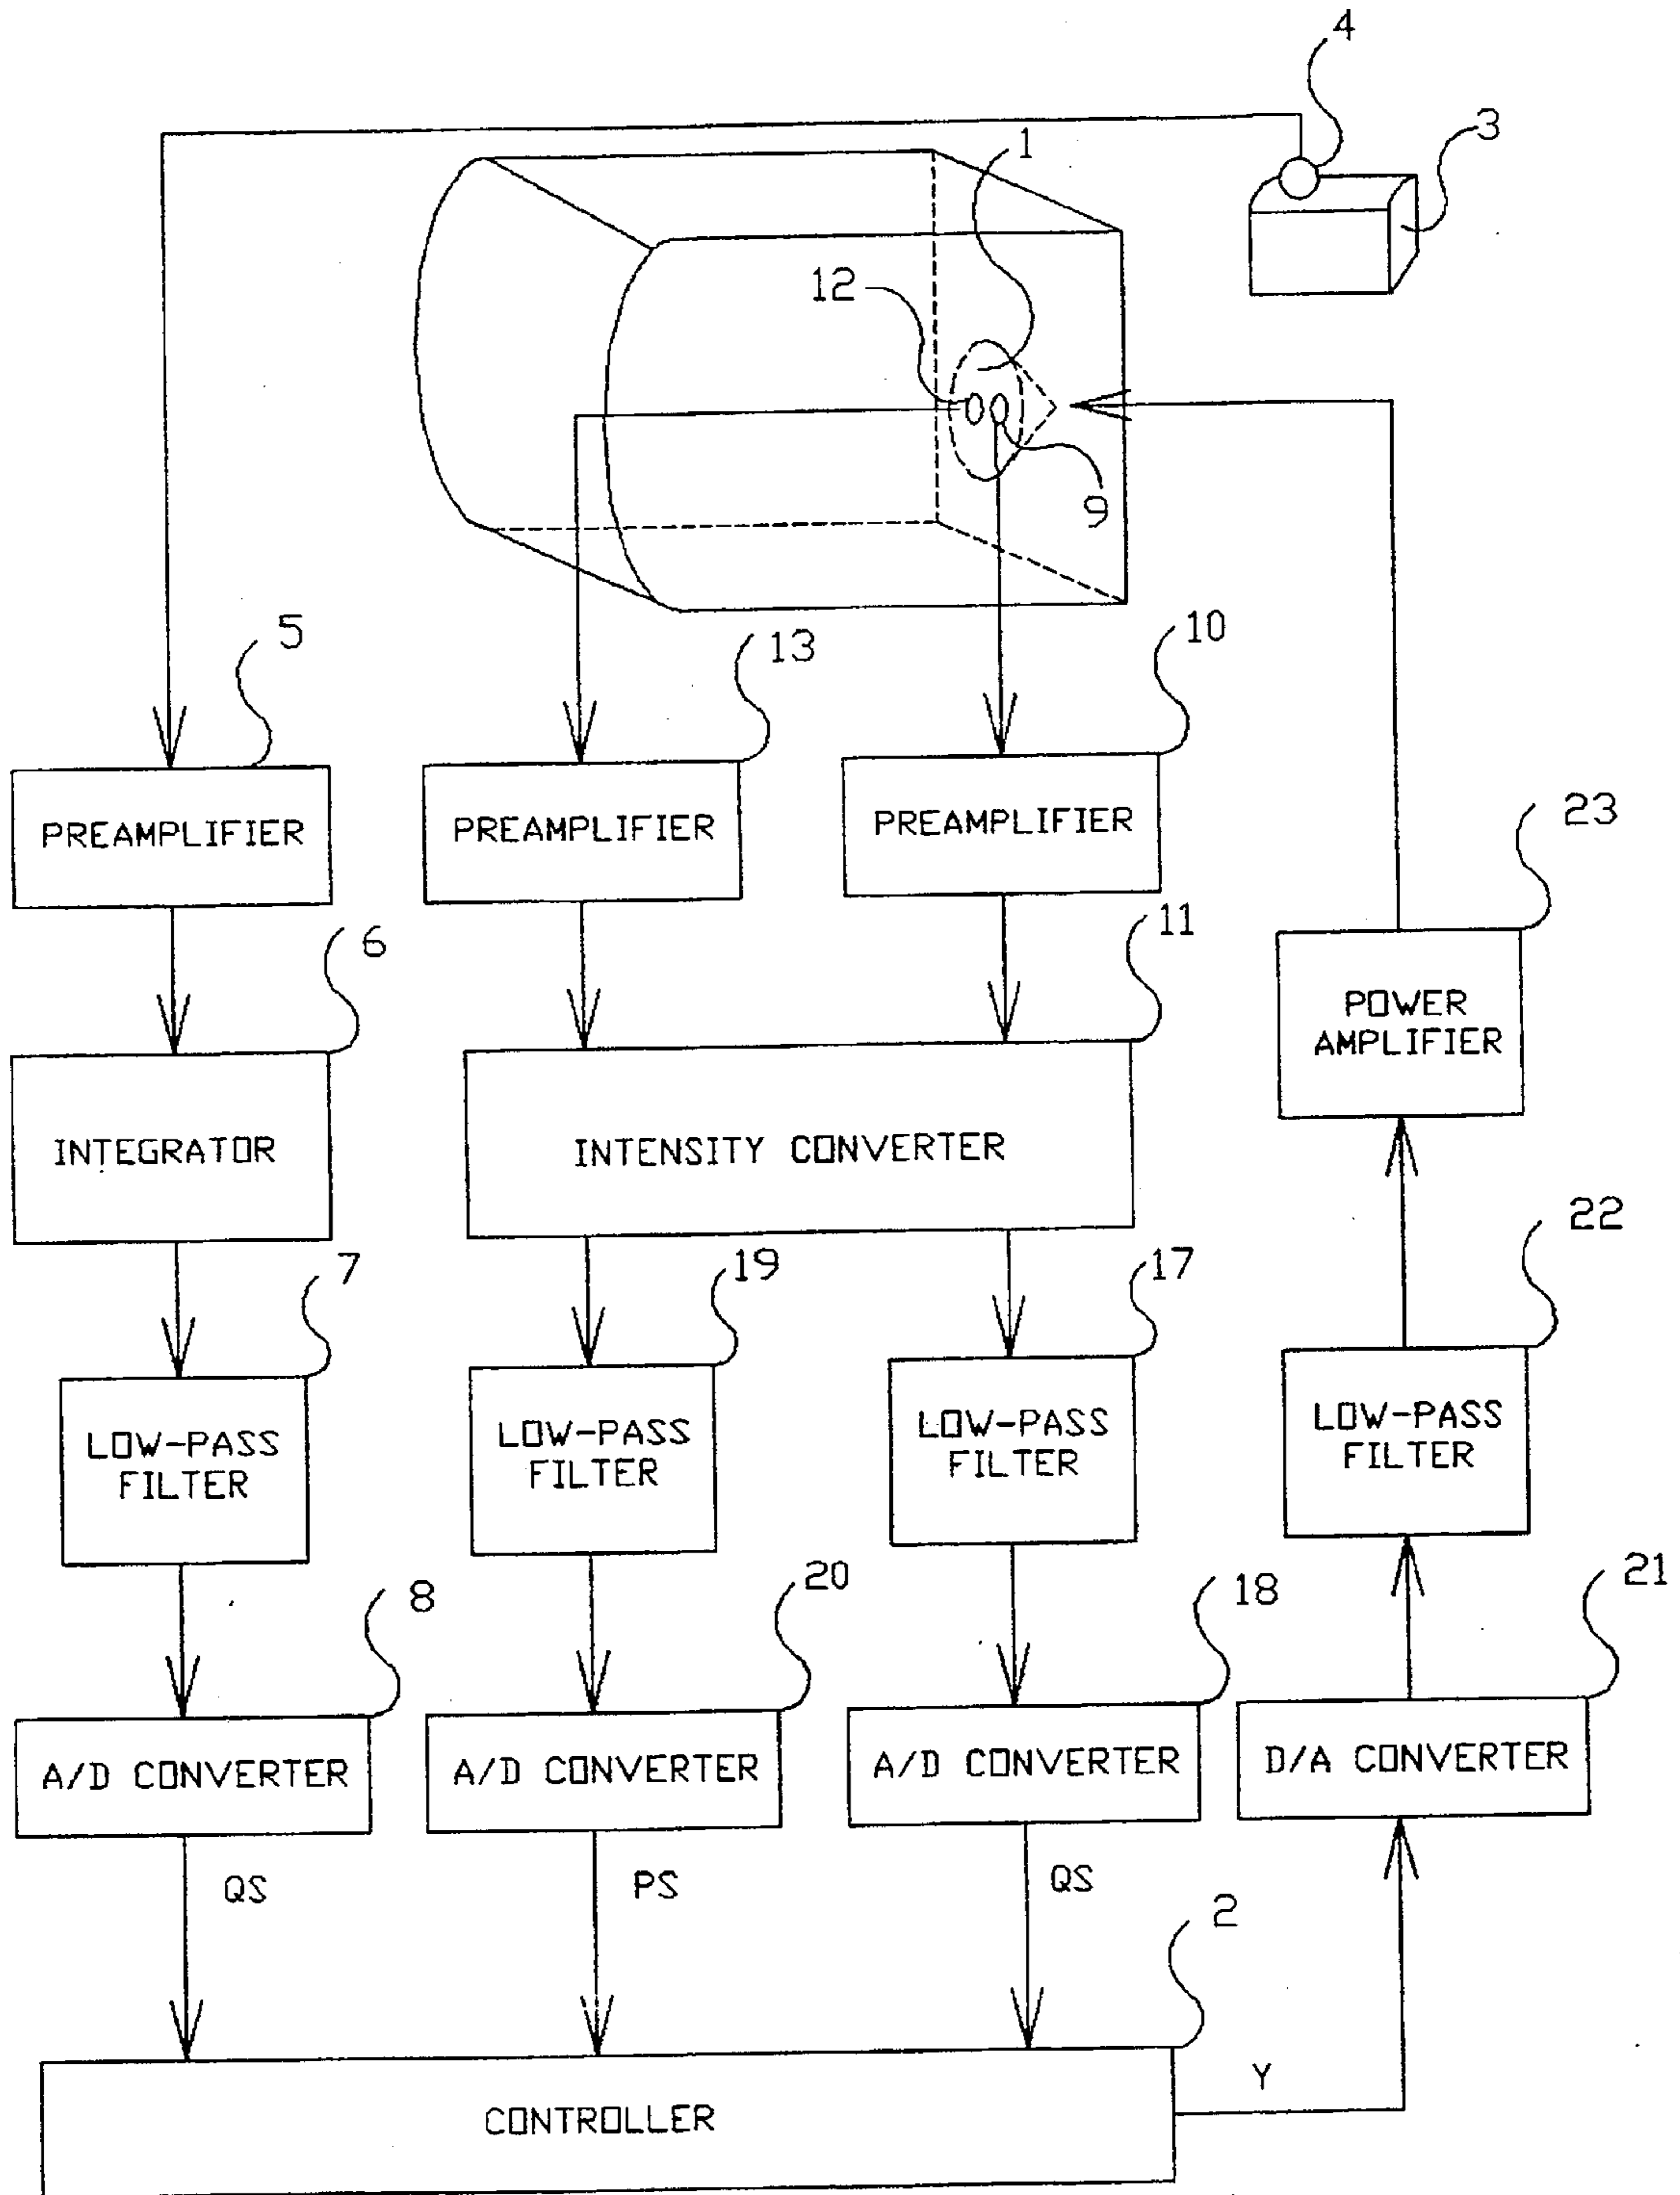 4
3
1
12
9
5
13
10
PREAMPLIFIER
PREAMPLIFIER
PREAMPLIFIER
23
6
11
POWER
AMPLIFIER
INTEGRATOR
INTENSITY CONVERTER
22
7
19
17
LOW-PASS
FILTER
LOW-PASS
FILTER
LOW-PASS
FILTER
LOW-PASS
FILTER
8
20
18
21
A/D CONVERTER
A/D CONVERTER
A/D CONVERTER
D/A CONVERTER
QS
PS
QS
2
Y
CONTROLLER